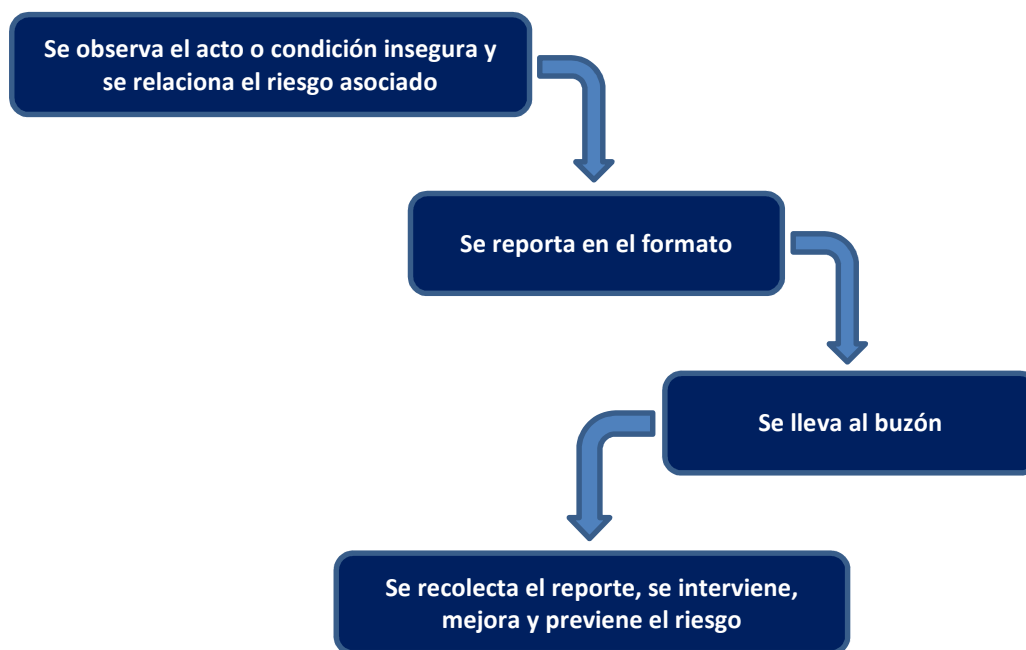 Se observa el acto o condición insegura y
se relaciona el riesgo asociado
Se reporta en el formato
Se lleva al buzón
Se recolecta el reporte, se interviene,
mejora y previene el riesgo